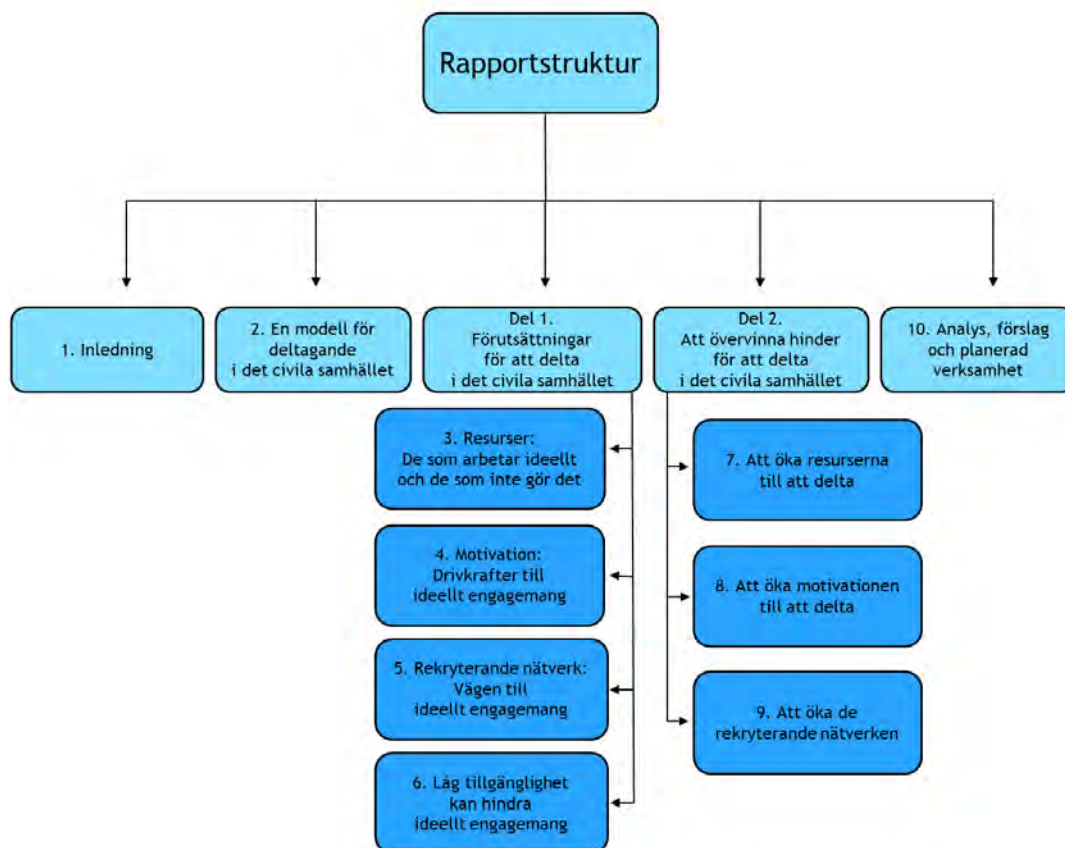 Rapportstruktur
1. Inledning
2. En modell för
deltagande
i det civila samhället
Del 1.
Förutsättningar
för att delta
i det civila samhället
Del 2.
Att övervinna hinder
för att delta
i det civila samhället
10. Analys, förslag
och planerad
verksamhet
3. Resurser:
De som arbetar ideellt
och de som inte gör det
4. Motivation:
Drivkrafter till
ideellt engagemang
5. Rekryterande nätverk:
Vägen till
ideellt engagemang
6. Låg tillgänglighet
kan hindra
ideellt engagemang
7. Att öka resurserna
till att delta
8. Att öka motivationen
till att delta
9. Att öka de
rekryterande nätverken